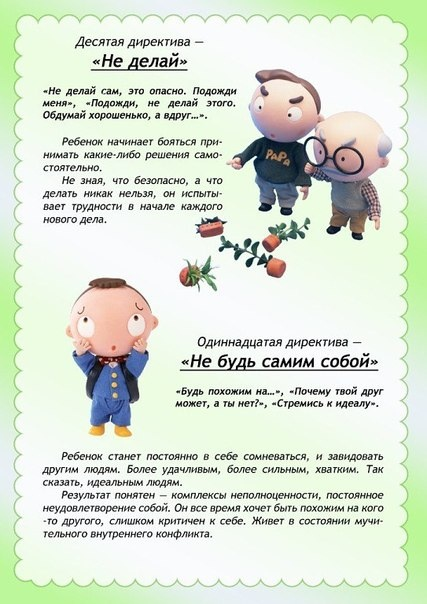 Десятая директива —
«Не делай»
«Не делай сам, это опасно. Подожди
меня», «Подожди, не делай этого.
Обдумай хорошенько, а вдруг…».
Ребенок начинает бояться при-
нимать какие-либо решения само-
стоятельно.
Не зная, что безопасно, а что
делать никак нельзя, он испыты-
вает трудности в начале каждого
нового дела.
PaPa
Одиннадцатая директива —
«Не будь самим собой»
«Будь похожим на…», «Почему твой друг
может, а ты нет?», «Стремись к идеалу».
Ребенок станет постоянно в себе сомневаться, и завидовать
другим людям. Более удачливым, более сильным, хватким. Так
сказать, идеальным людям.
Результат понятен — комплексы неполноценности, постоянное
неудовлетворение собой. Он все время хочет быть похожим на кого
-то другого, слишком критичен к себе. Живет в состоянии мучи-
тельного внутреннего конфликта.